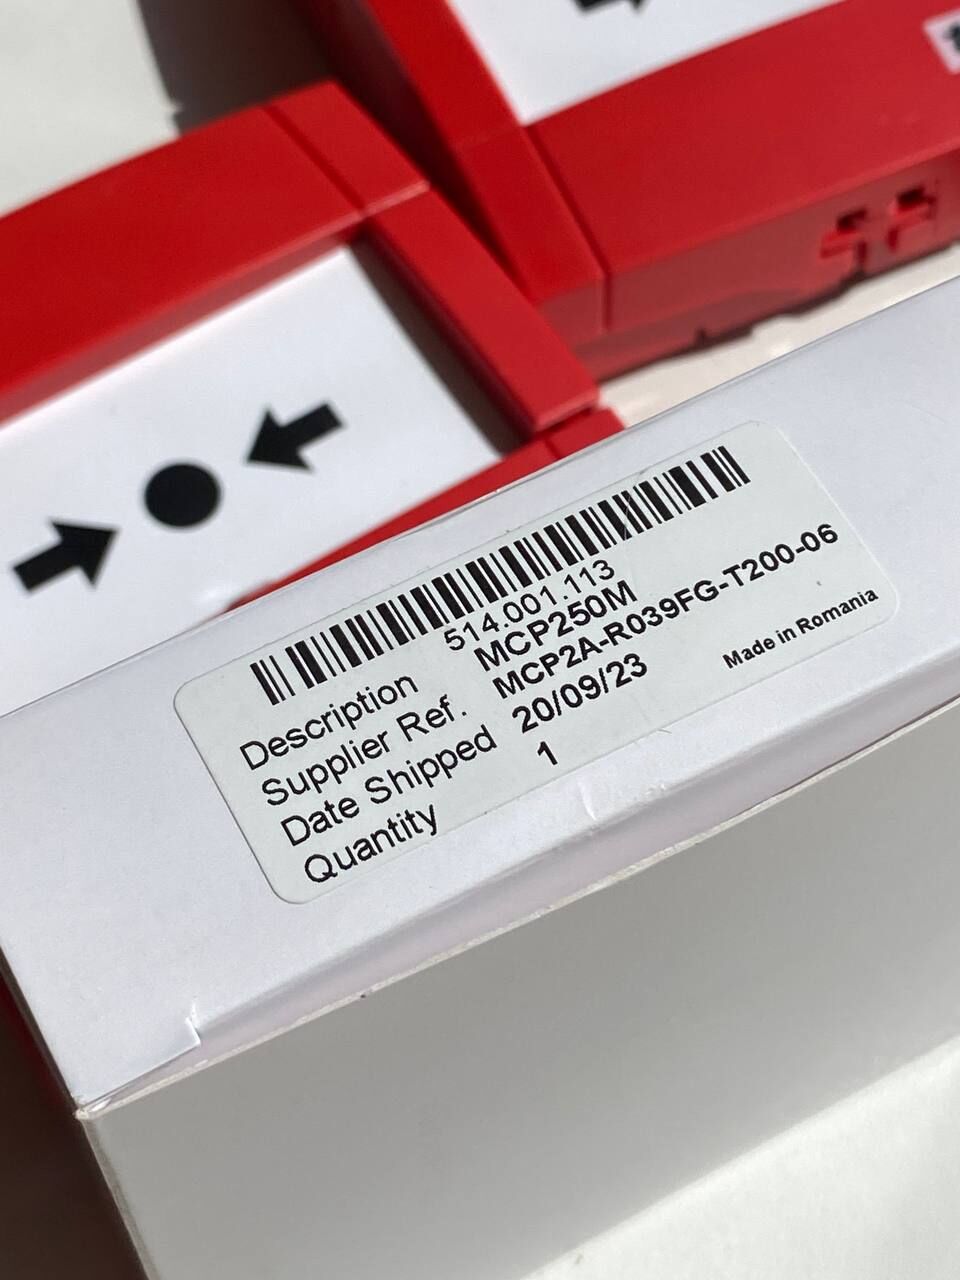 514.001.113
Description MCP250M
Supplier Ref. MCP2A-R039FG-T200-06
Date Shipped 20/09/23
Quantity 1
Made in Romania